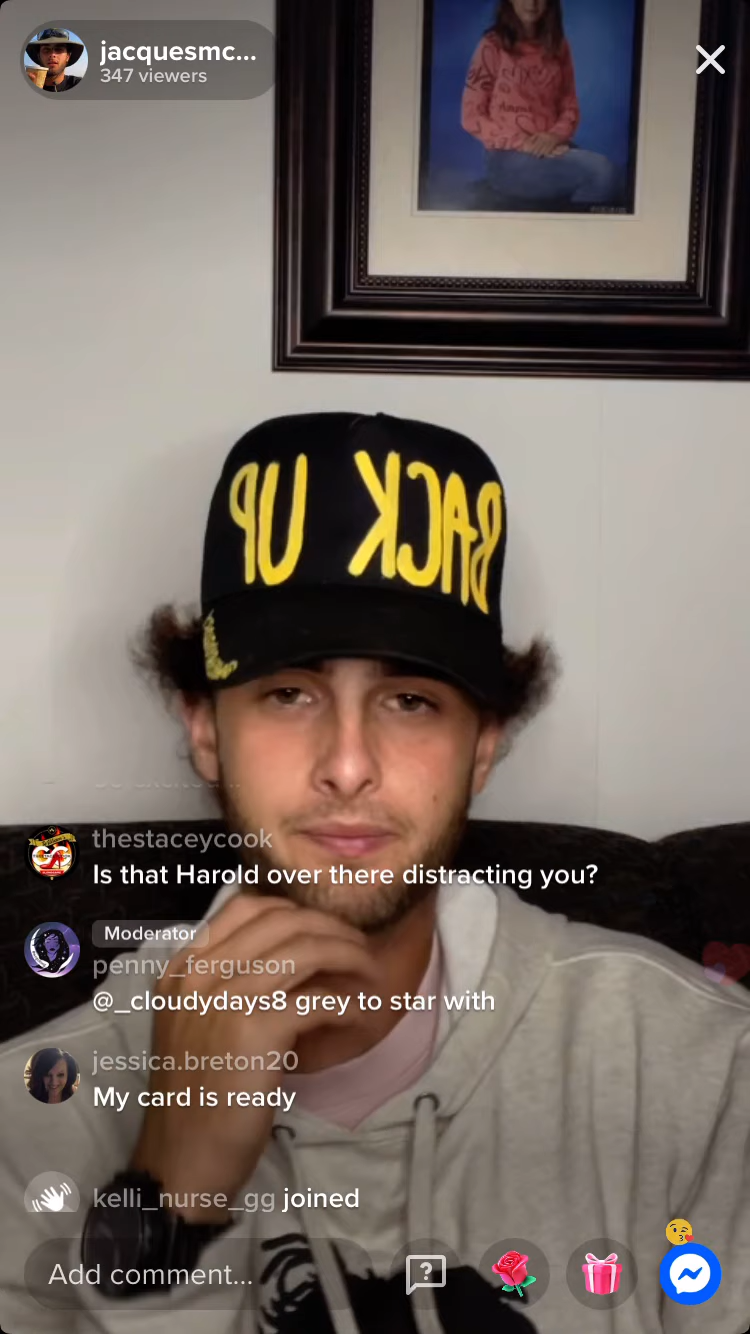 jacquesmc...
347 viewers
BACK UP
thestaceycook
Is that Harold over there distracting you?
Moderator
penny_ferguson
@_cloudydays8 grey to star with
jessica.breton20
My card is ready
kelli_nurse_gg joined
Add comment...